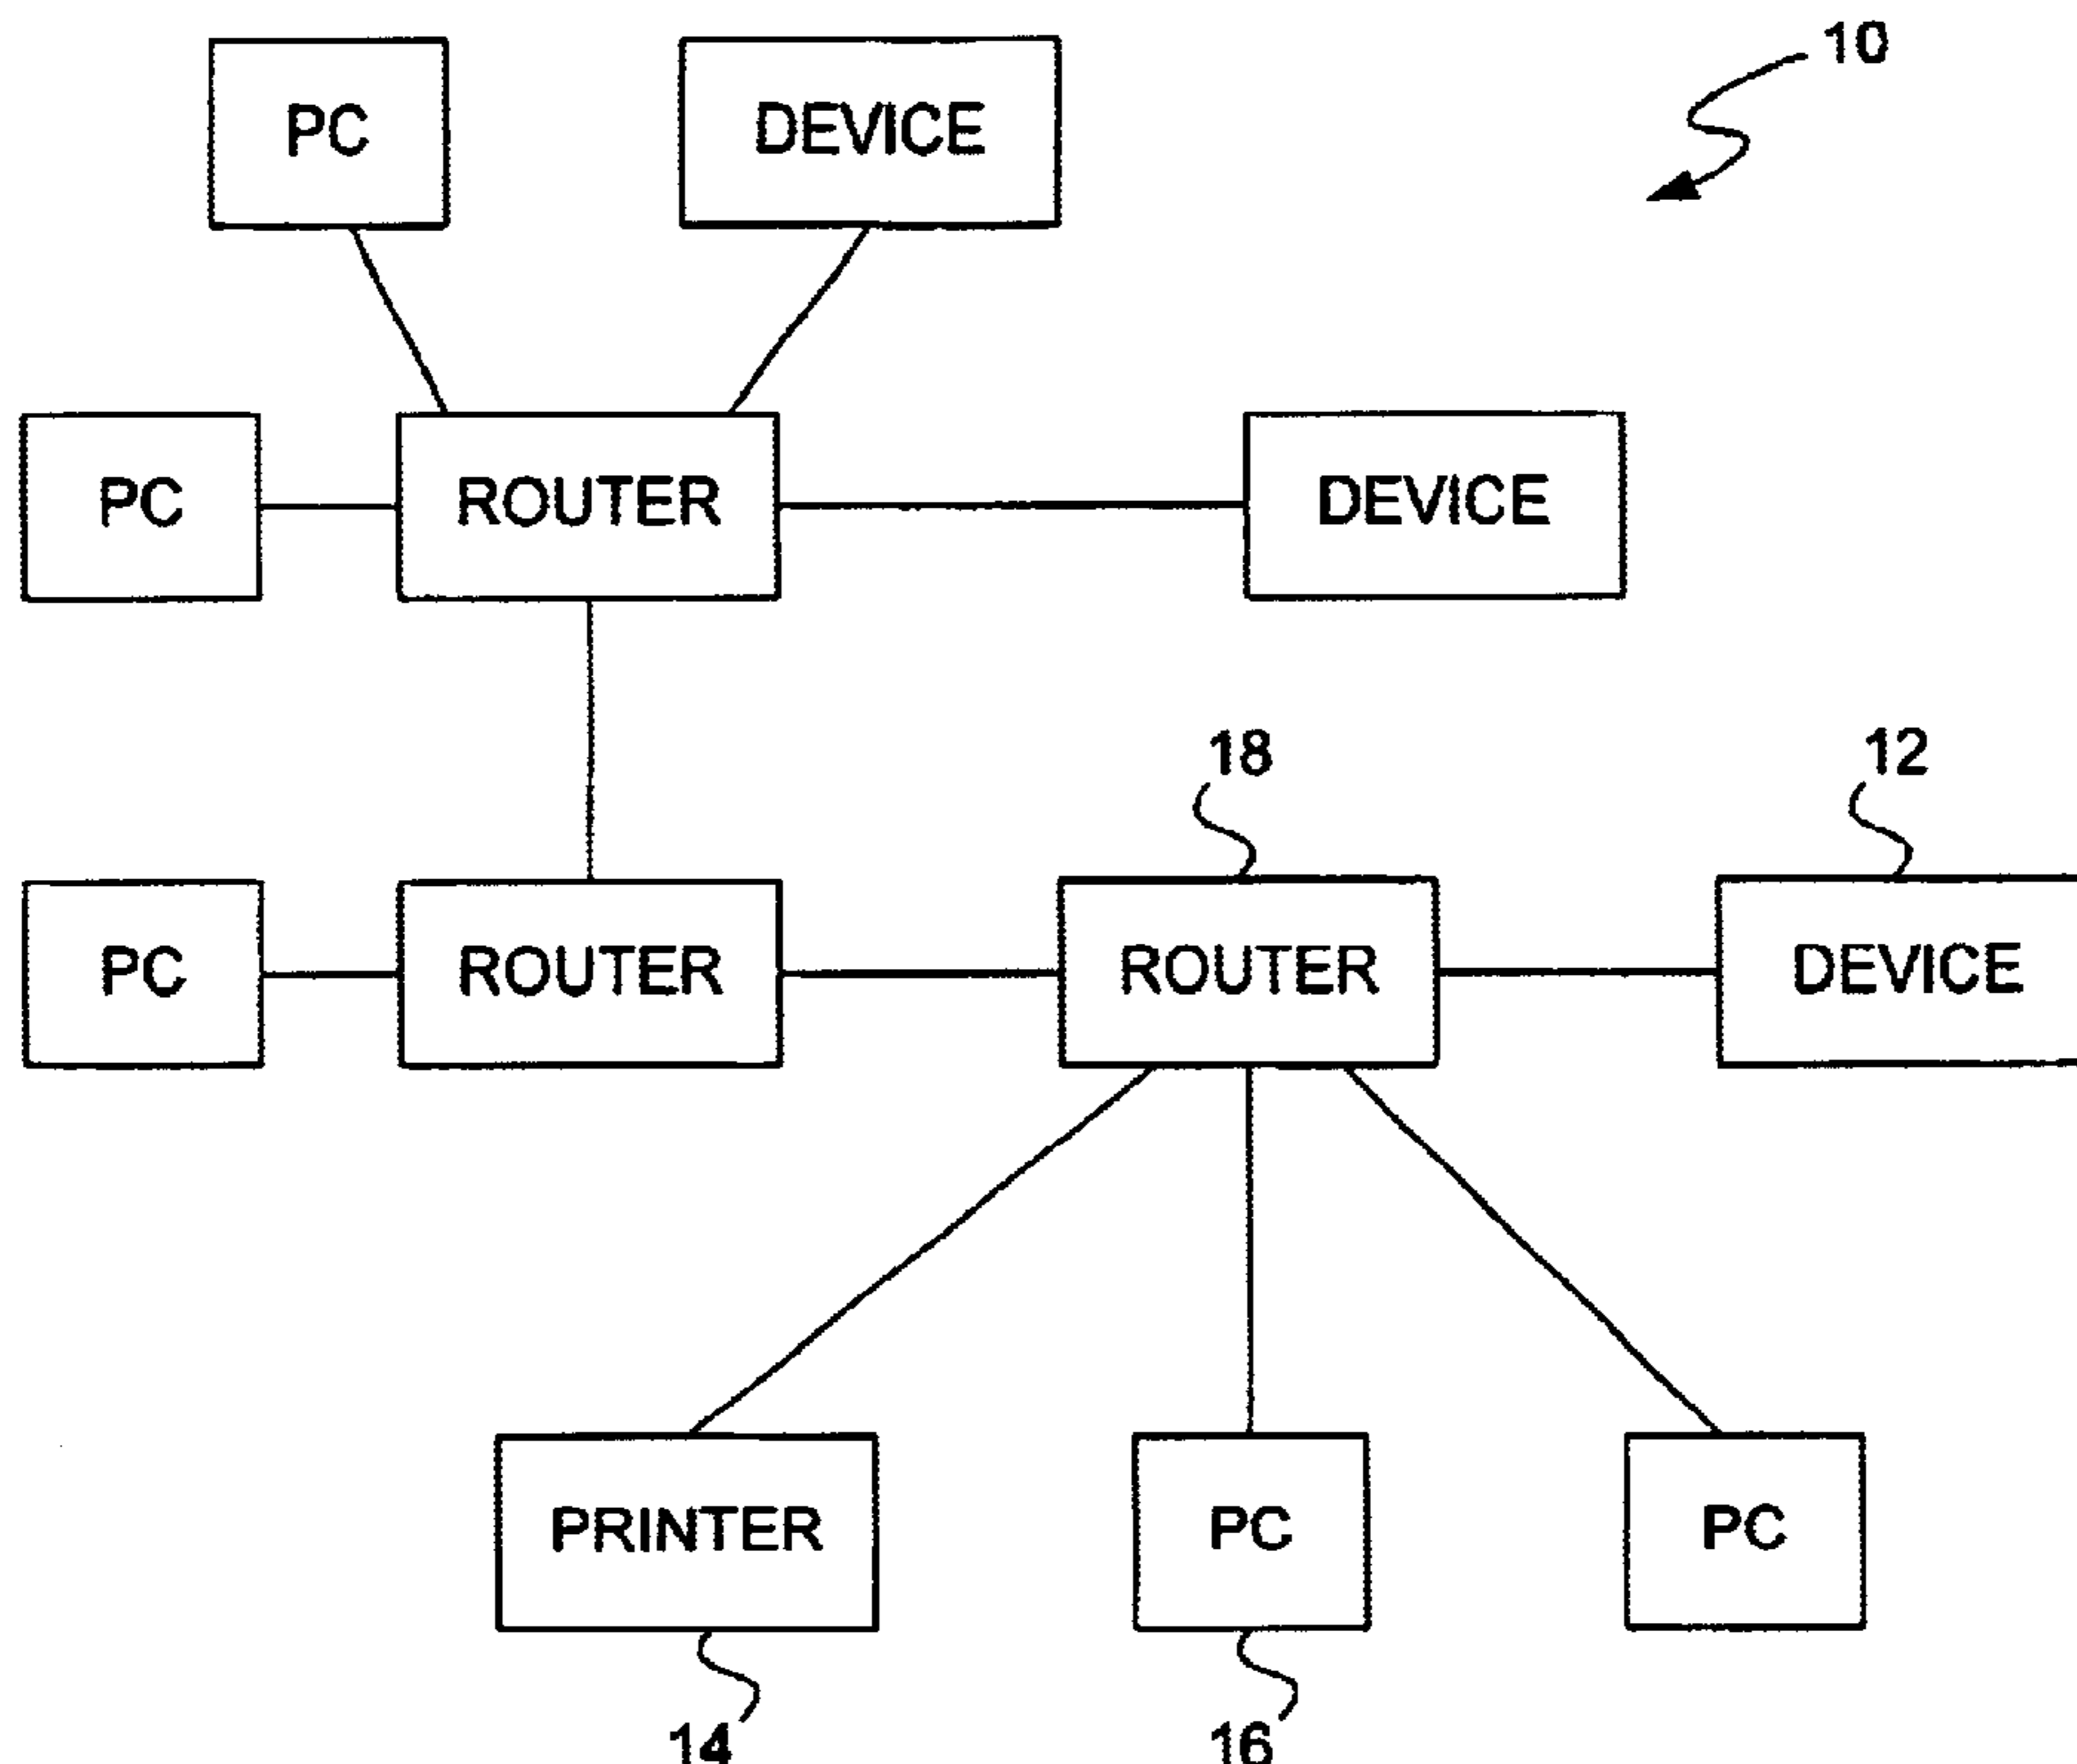 10
PC DEVICE
PC ROUTER DEVICE
18 12
PC ROUTER ROUTER DEVICE
PRINTER PC PC
14 16